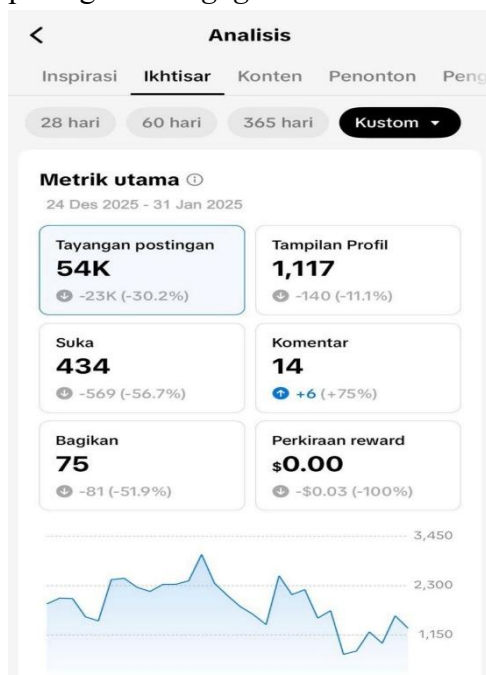 Analisis
Inspirasi Ikhtisar Konten Penonton Peng
28 hari 60 hari 365 hari Kustom
Metrik utama
24 Des 2025 - 31 Jan 2025
Tayangan postingan
54K
-23K (-30.2%)
Tampilan Profil
1,117
-140 (-11.1%)
Suka
434
-569 (-56.7%)
Komentar
14
+6 (+75%)
Bagikan
75
-81 (-51.9%)
Perkiraan reward
$0.00
-$0.03 (-100%)
3,450
2,300
1,150